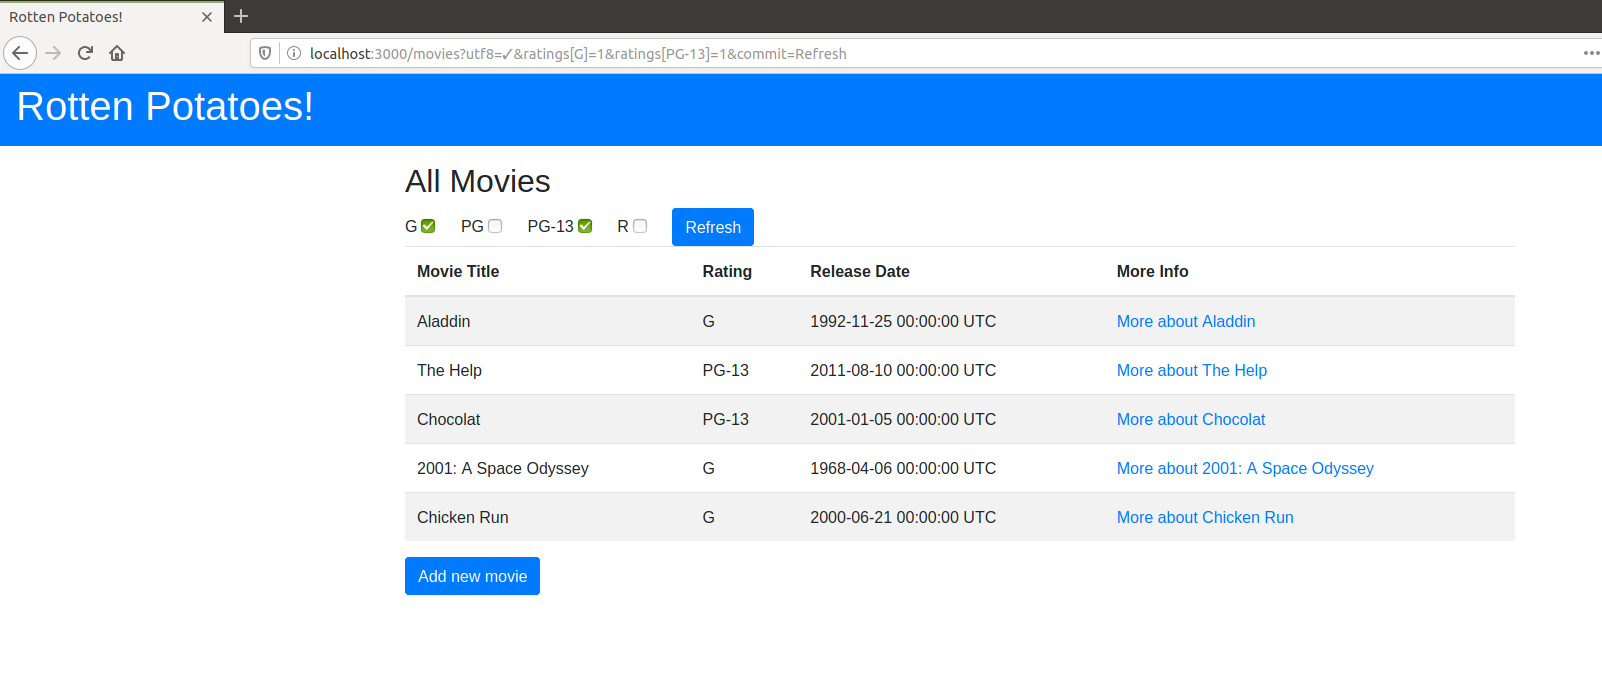 Rotten Potatoes!
localhost:3000/movies?utf8=✓&ratings[G]=1&ratings[PG-13]=1&commit=Refresh
Rotten Potatoes!
All Movies
G PG PG-13 R Refresh
Movie Title Rating Release Date More Info
Aladdin G 1992-11-25 00:00:00 UTC More about Aladdin
The Help PG-13 2011-08-10 00:00:00 UTC More about The Help
Chocolat PG-13 2001-01-05 00:00:00 UTC More about Chocolat
2001: A Space Odyssey G 1968-04-06 00:00:00 UTC More about 2001: A Space Odyssey
Chicken Run G 2000-06-21 00:00:00 UTC More about Chicken Run
Add new movie